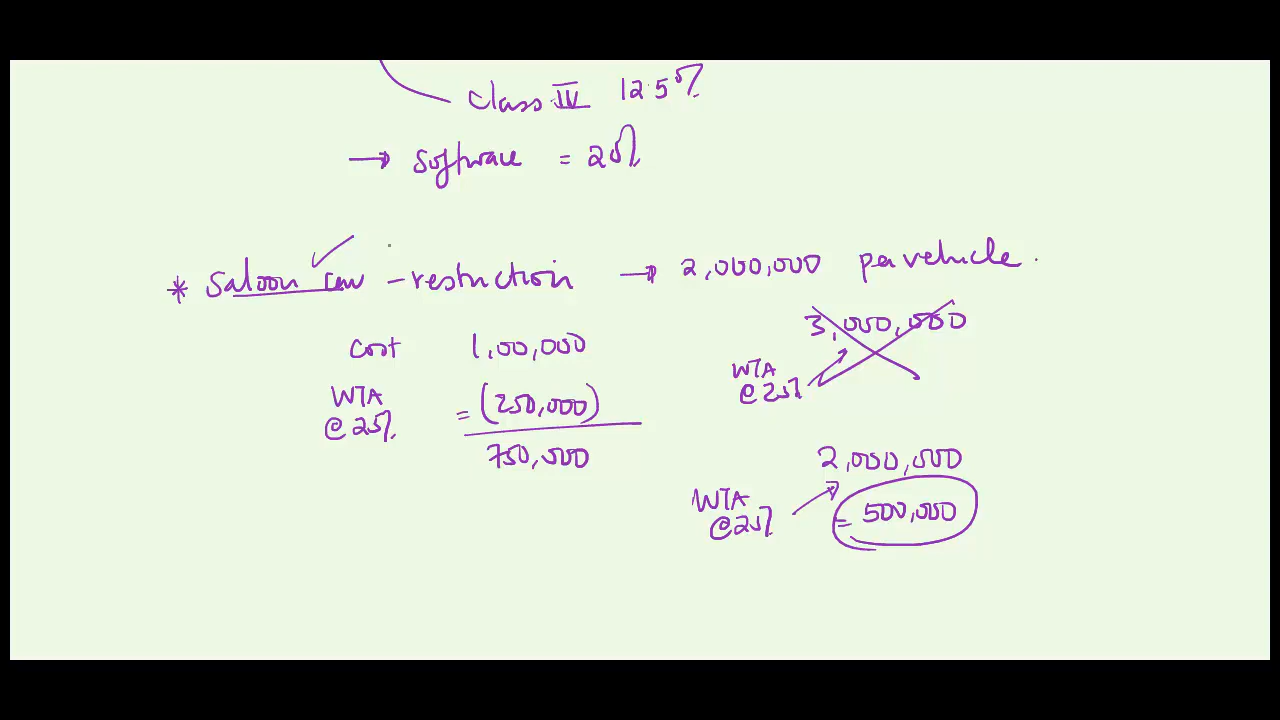 class IV 12.5%
→ software = 20%
* Saloon car - restriction → 2,000,000 per vehicle.
3,000,000
Cost 1,00,000
WTA @ 25%
WTA @ 25% = (250,000)
750,000
2,000,000
WTA @ 25% = 500,000